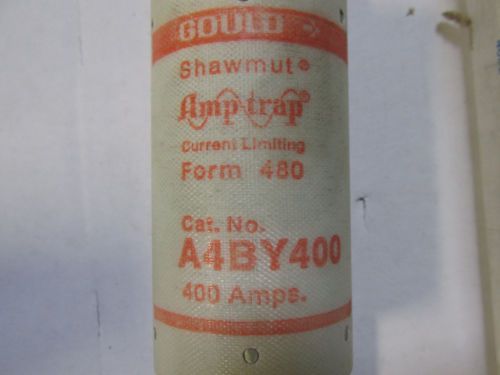 GOULD
Shawmut®
Amp-trap®
Current Limiting
Form 480
Cat. No.
A4BY400
400 Amps.